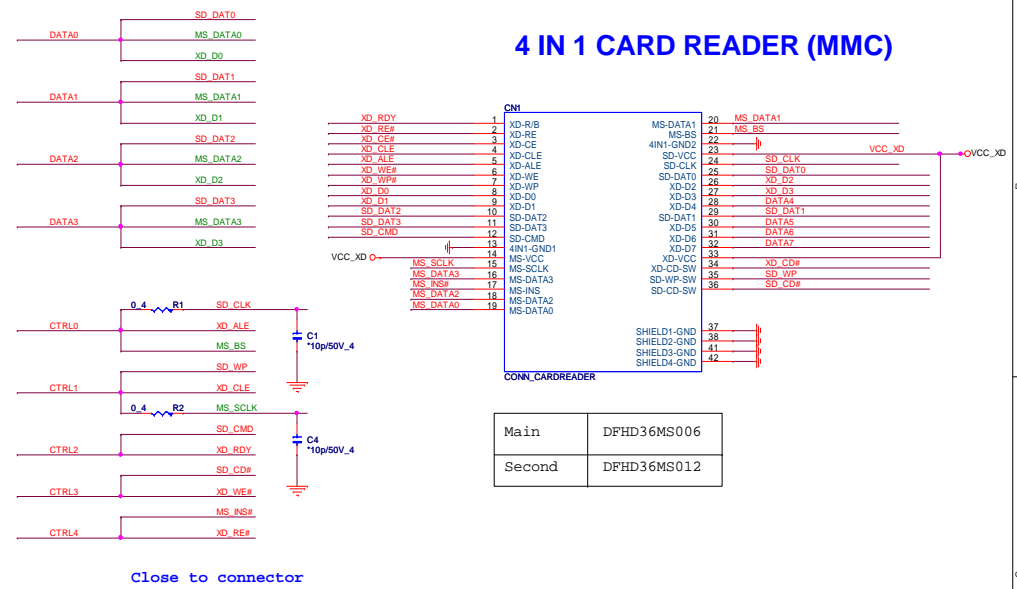 4 IN 1 CARD READER (MMC)
SD_DAT0
DATA0
MS_DATA0
XD_D0
SD_DAT1
DATA1
MS_DATA1
XD_D1
SD_DAT2
DATA2
MS_DATA2
XD_D2
SD_DAT3
DATA3
MS_DATA3
XD_D3
0_4 R1 SD_CLK
CTRL0 XD_ALE
MS_BS
C1
*10p/50V_4
SD_WP
CTRL1 XD_CLE
0_4 R2 MS_SCLK
C4
*10p/50V_4
SD_CMD
CTRL2 XD_RDY
SD_CD#
CTRL3 XD_WE#
MS_INS#
CTRL4 XD_RE#
Close to connector
CN1
XD_RDY 1 XD-R/B
XD_RE# 2 XD-RE
XD_CE# 3 XD-CE
XD_CLE 4 XD-CLE
XD_ALE 5 XD-ALE
XD_WE# 6 XD-WE
XD_WP# 7 XD-WP
XD_D0 8 XD-D0
XD_D1 9 XD-D1
SD_DAT2 10 SD-DAT2
SD_DAT3 11 SD-DAT3
SD_CMD 12 SD-CMD
13 4IN1-GND1
VCC_XD 14 MS-VCC
MS_SCLK 15 MS-SCLK
MS_DATA3 16 MS-DATA3
MS_INS# 17 MS-INS
MS_DATA2 18 MS-DATA2
MS_DATA0 19 MS-DATA0
MS-DATA1 20 MS_DATA1
MS-BS 21 MS_BS
4IN1-GND2 22
SD-VCC 23 VCC_XD VCC_XD
SD-CLK 24 SD_CLK
SD-DAT0 25 SD_DAT0
XD-D2 26 XD_D2
XD-D3 27 XD_D3
XD-D4 28 DATA4
SD-DAT1 29 SD_DAT1
XD-D5 30 DATA5
XD-D6 31 DATA6
XD-D7 32 DATA7
XD-VCC 33
XD-CD-SW 34 XD_CD#
SD-WP-SW 35 SD_WP
SD-CD-SW 36 SD_CD#
SHIELD1-GND 37
SHIELD2-GND 38
SHIELD3-GND 41
SHIELD4-GND 42
CONN_CARDREADER
Main DFHD36MS006
Second DFHD36MS012